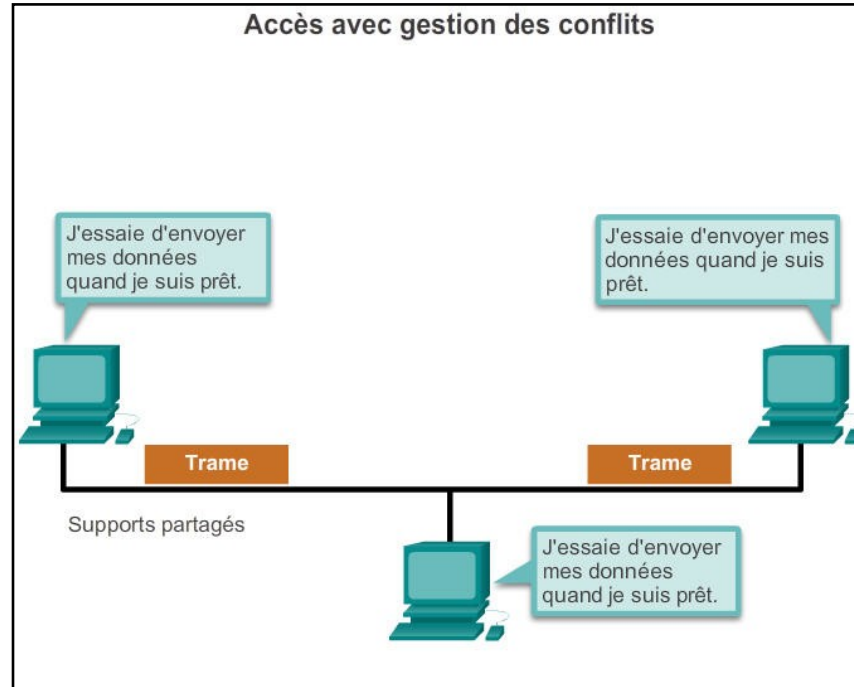 Accès avec gestion des conflits
J'essaie d'envoyer
mes données
quand je suis prêt.
J'essaie d'envoyer mes
données quand je suis
prêt.
Trame
Trame
Supports partagés
J'essaie d'envoyer
mes données
quand je suis prêt.